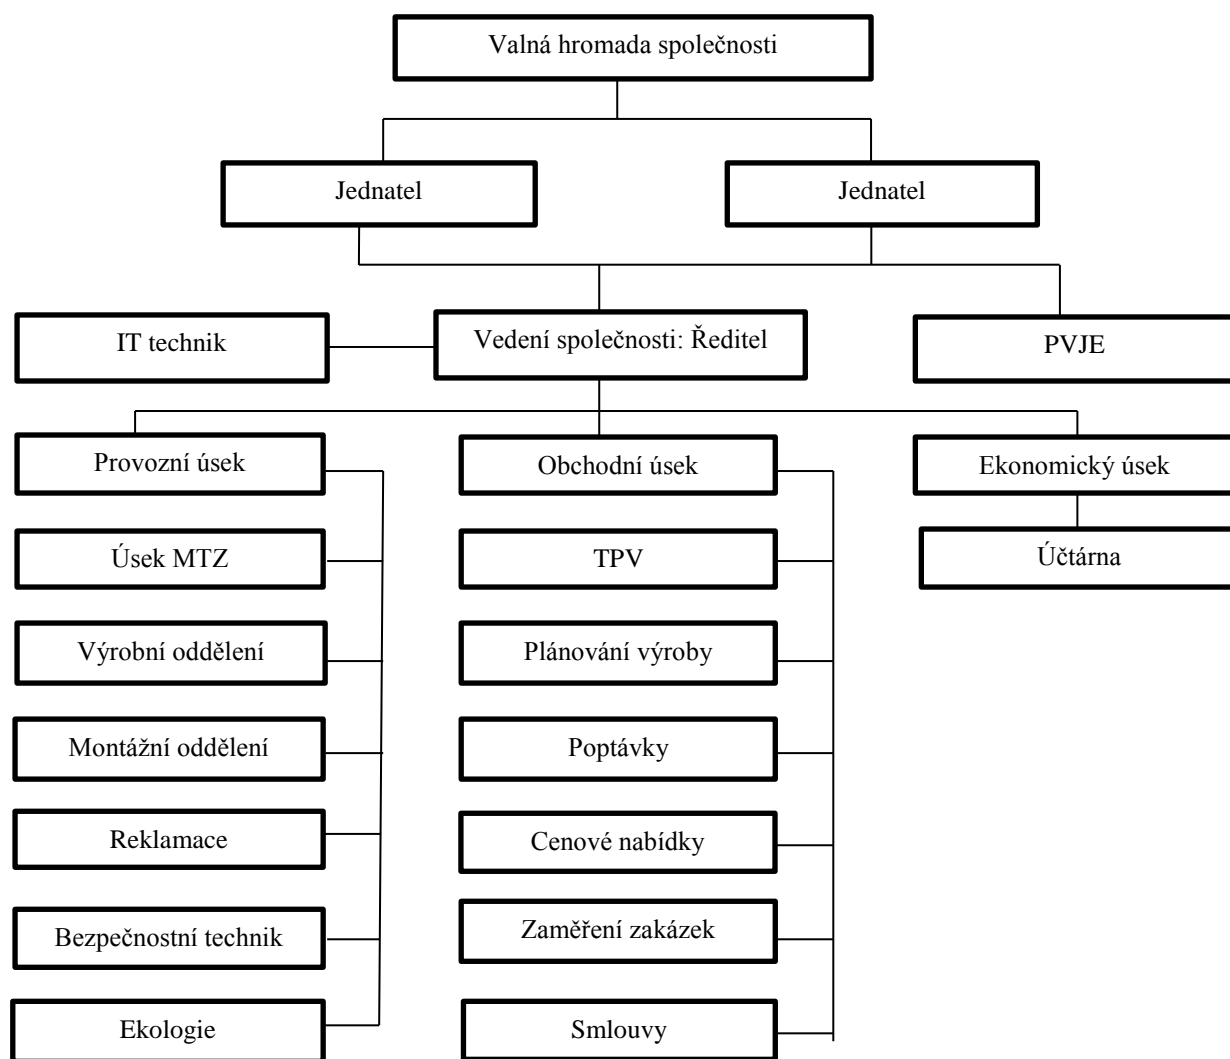 Valná hromada společnosti
Jednatel
Jednatel
IT technik
Vedení společnosti: Ředitel
PVJE
Provozní úsek
Obchodní úsek
Ekonomický úsek
Úsek MTZ
TPV
Účtárna
Výrobní oddělení
Plánování výroby
Montážní oddělení
Poptávky
Reklamace
Cenové nabídky
Bezpečnostní technik
Zaměření zakázek
Ekologie
Smlouvy